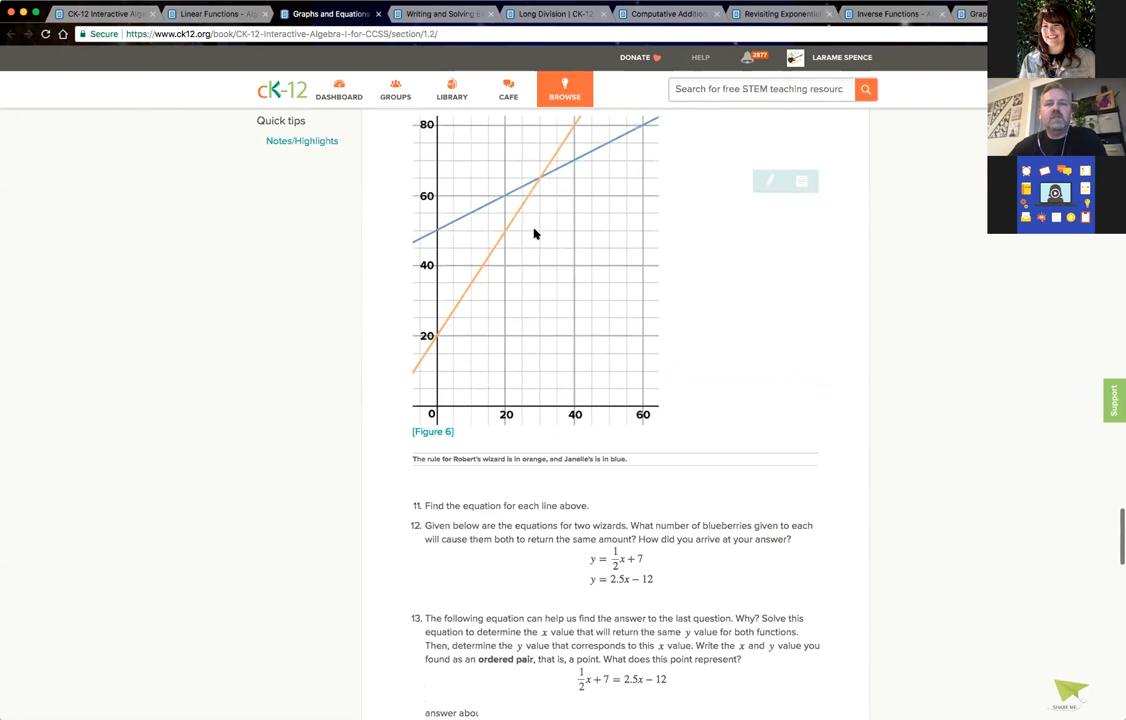 CK-12 Interactive Algebra
Linear Functions - Alg
Graphs and Equations
Writing and Solving E
Long Division | CK-12
Computative Additio
Revisiting Exponential
Inverse Functions - A
Grap
Secure https://www.ck12.org/book/CK-12-Interactive-Algebra-I-for-CCSS/section/1.2/
DONATE
HELP
2877
LARAME SPENCE
cK-12
DASHBOARD
GROUPS
LIBRARY
CAFE
BROWSE
Search for free STEM teaching resourc
Quick tips
Notes/Highlights
80
60
40
20
0 20 40 60
[Figure 6]
The rule for Robert's wizard is in orange, and Janelle's is in blue.
11. Find the equation for each line above.
12. Given below are the equations for two wizards. What number of blueberries given to each
will cause them both to return the same amount? How did you arrive at your answer?
y = 1/2 x + 7
y = 2.5x − 12
13. The following equation can help us find the answer to the last question. Why? Solve this
equation to determine the x value that will return the same y value for both functions.
Then, determine the y value that corresponds to this x value. Write the x and y value you
found as an ordered pair, that is, a point. What does this point represent?
1/2 x + 7 = 2.5x − 12
answer abou
Support
SHARE ME